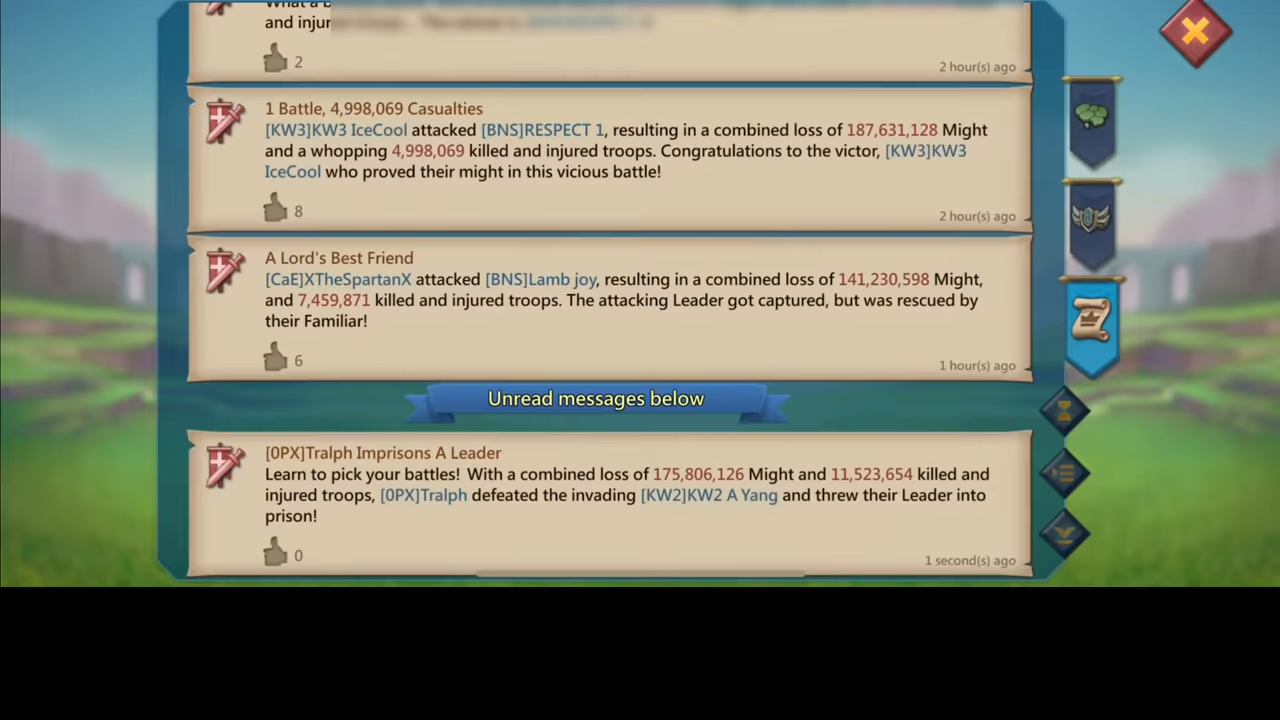 What a b
and injur
2
2 hour(s) ago
1 Battle, 4,998,069 Casualties
[KW3]KW3 IceCool attacked [BNS]RESPECT 1, resulting in a combined loss of 187,631,128 Might
and a whopping 4,998,069 killed and injured troops. Congratulations to the victor, [KW3]KW3
IceCool who proved their might in this vicious battle!
8
2 hour(s) ago
A Lord's Best Friend
[CaE]XTheSpartanX attacked [BNS]Lamb joy, resulting in a combined loss of 141,230,598 Might,
and 7,459,871 killed and injured troops. The attacking Leader got captured, but was rescued by
their Familiar!
6
1 hour(s) ago
Unread messages below
[0PX]Tralph Imprisons A Leader
Learn to pick your battles! With a combined loss of 175,806,126 Might and 11,523,654 killed and
injured troops, [0PX]Tralph defeated the invading [KW2]KW2 A Yang and threw their Leader into
prison!
0
1 second(s) ago